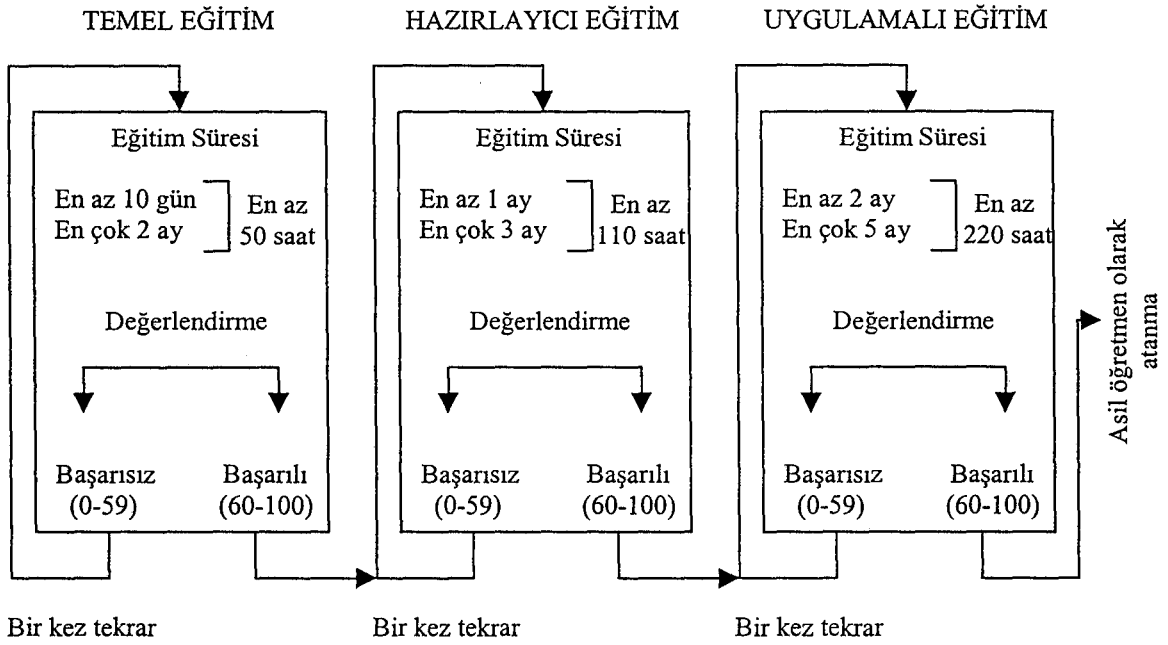 TEMEL EĞİTİM
Eğitim Süresi
En az 10 gün
En çok 2 ay
En az
50 saat
Değerlendirme
Başarısız
(0-59)
Başarılı
(60-100)
Bir kez tekrar
HAZIRLAYICI EĞİTİM
Eğitim Süresi
En az 1 ay
En çok 3 ay
En az
110 saat
Değerlendirme
Başarısız
(0-59)
Başarılı
(60-100)
Bir kez tekrar
UYGULAMALI EĞİTİM
Eğitim Süresi
En az 2 ay
En çok 5 ay
En az
220 saat
Değerlendirme
Başarısız
(0-59)
Başarılı
(60-100)
Bir kez tekrar
Asil öğretmen olarak
atanma